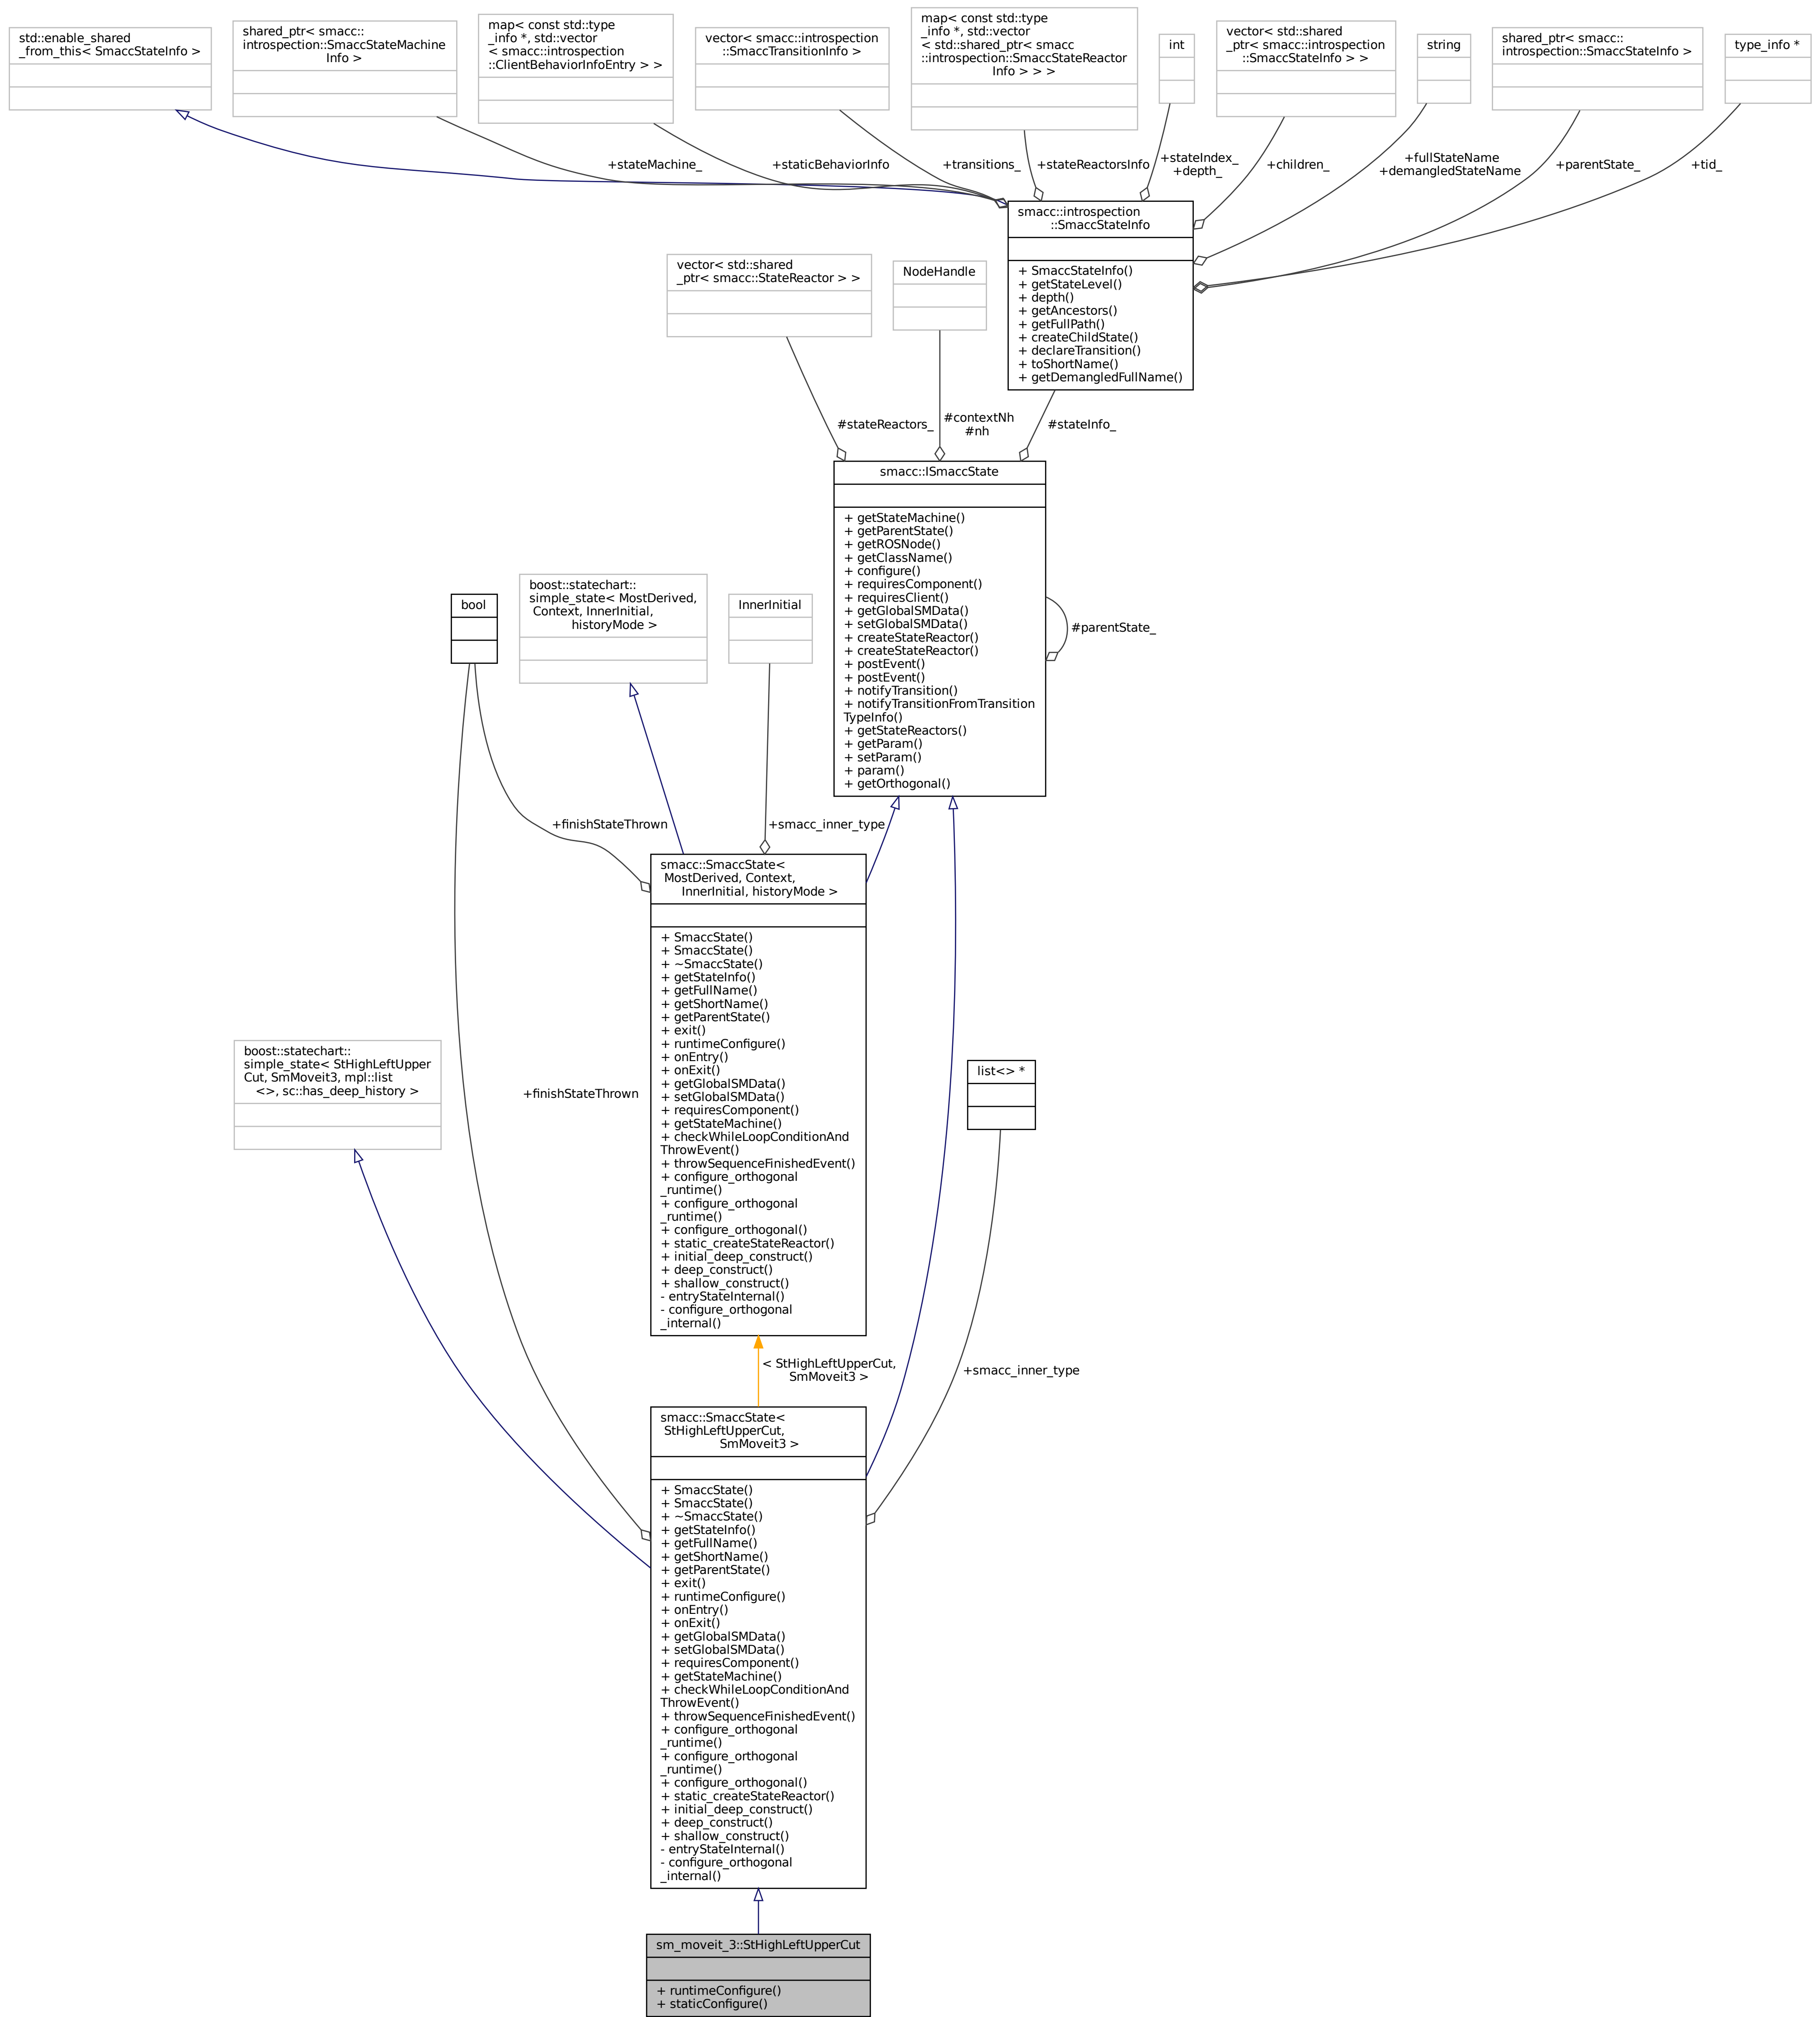 std::enable_shared
_from_this< SmaccStateInfo >
shared_ptr< smacc::
introspection::SmaccStateMachine
Info >
map< const std::type
_info *, std::vector
< smacc::introspection
::ClientBehaviorInfoEntry > >
vector< smacc::introspection
::SmaccTransitionInfo >
map< const std::type
_info *, std::vector
< std::shared_ptr< smacc
::introspection::SmaccStateReactor
Info > > >
int
vector< std::shared
_ptr< smacc::introspection
::SmaccStateInfo > >
string
shared_ptr< smacc::
introspection::SmaccStateInfo >
type_info *
+stateMachine_
+staticBehaviorInfo
+transitions_
+stateReactorsInfo
+stateIndex_
+depth_
+children_
+fullStateName
+demangledStateName
+parentState_
+tid_
smacc::introspection
::SmaccStateInfo
+ SmaccStateInfo()
+ getStateLevel()
+ depth()
+ getAncestors()
+ getFullPath()
+ createChildState()
+ declareTransition()
+ toShortName()
+ getDemangledFullName()
vector< std::shared
_ptr< smacc::StateReactor > >
NodeHandle
#stateReactors_
#contextNh
#nh
#stateInfo_
smacc::ISmaccState
+ getStateMachine()
+ getParentState()
+ getROSNode()
+ getClassName()
+ configure()
+ requiresComponent()
+ requiresClient()
+ getGlobalSMData()
+ setGlobalSMData()
+ createStateReactor()
+ createStateReactor()
+ postEvent()
+ postEvent()
+ notifyTransition()
+ notifyTransitionFromTransition
TypeInfo()
+ getStateReactors()
+ getParam()
+ setParam()
+ param()
+ getOrthogonal()
#parentState_
bool
boost::statechart::
simple_state< MostDerived,
Context, InnerInitial,
historyMode >
InnerInitial
+finishStateThrown
+smacc_inner_type
smacc::SmaccState<
MostDerived, Context,
InnerInitial, historyMode >
+ SmaccState()
+ SmaccState()
+ ~SmaccState()
+ getStateInfo()
+ getFullName()
+ getShortName()
+ getParentState()
+ exit()
+ runtimeConfigure()
+ onEntry()
+ onExit()
+ getGlobalSMData()
+ setGlobalSMData()
+ requiresComponent()
+ getStateMachine()
+ checkWhileLoopConditionAnd
ThrowEvent()
+ throwSequenceFinishedEvent()
+ configure_orthogonal
_runtime()
+ configure_orthogonal
_runtime()
+ configure_orthogonal()
+ static_createStateReactor()
+ initial_deep_construct()
+ deep_construct()
+ shallow_construct()
- entryStateInternal()
- configure_orthogonal
_internal()
boost::statechart::
simple_state< StHighLeftUpper
Cut, SmMoveit3, mpl::list
<>, sc::has_deep_history >
+finishStateThrown
list<> *
< StHighLeftUpperCut,
SmMoveit3 >
+smacc_inner_type
smacc::SmaccState<
StHighLeftUpperCut,
SmMoveit3 >
+ SmaccState()
+ SmaccState()
+ ~SmaccState()
+ getStateInfo()
+ getFullName()
+ getShortName()
+ getParentState()
+ exit()
+ runtimeConfigure()
+ onEntry()
+ onExit()
+ getGlobalSMData()
+ setGlobalSMData()
+ requiresComponent()
+ getStateMachine()
+ checkWhileLoopConditionAnd
ThrowEvent()
+ throwSequenceFinishedEvent()
+ configure_orthogonal
_runtime()
+ configure_orthogonal
_runtime()
+ configure_orthogonal()
+ static_createStateReactor()
+ initial_deep_construct()
+ deep_construct()
+ shallow_construct()
- entryStateInternal()
- configure_orthogonal
_internal()
sm_moveit_3::StHighLeftUpperCut
+ runtimeConfigure()
+ staticConfigure()